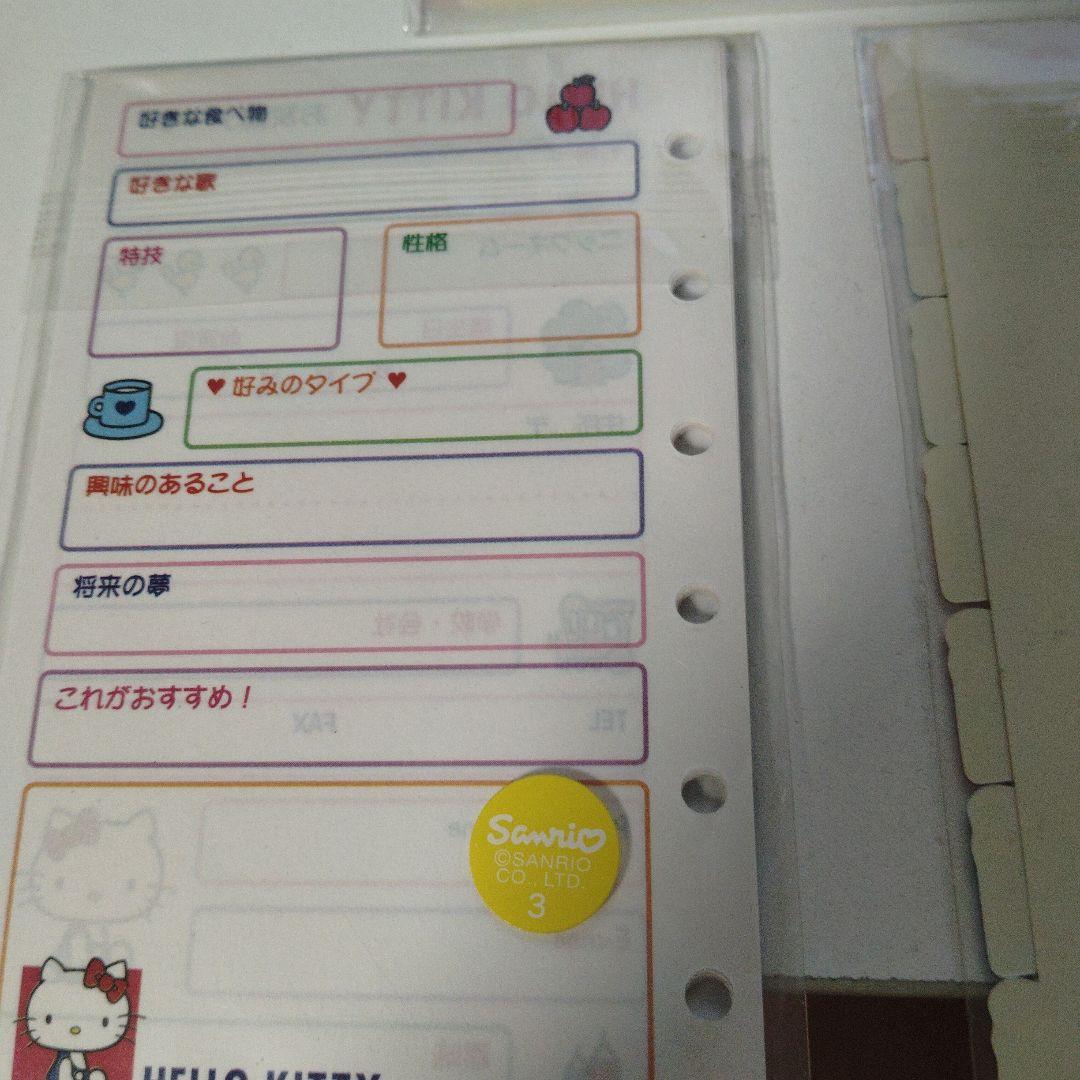 好きな食べ物
好きな歌
特技
性格
♥ 好みのタイプ ♥
興味のあること
将来の夢
これがおすすめ！
Sanrio
©SANRIO
CO., LTD.
3
HELLO KITTY